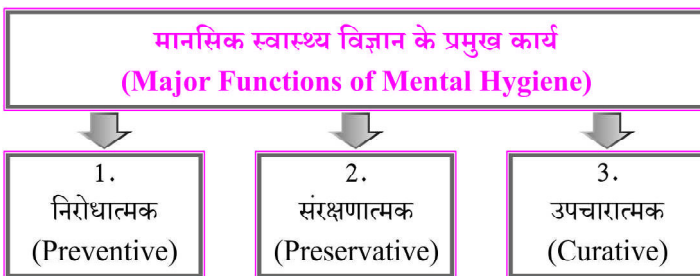 मानसिक स्वास्थ्य विज्ञान के प्रमुख कार्य
(Major Functions of Mental Hygiene)
1.
निरोधात्मक
(Preventive)
2.
संरक्षणात्मक
(Preservative)
3.
उपचारात्मक
(Curative)